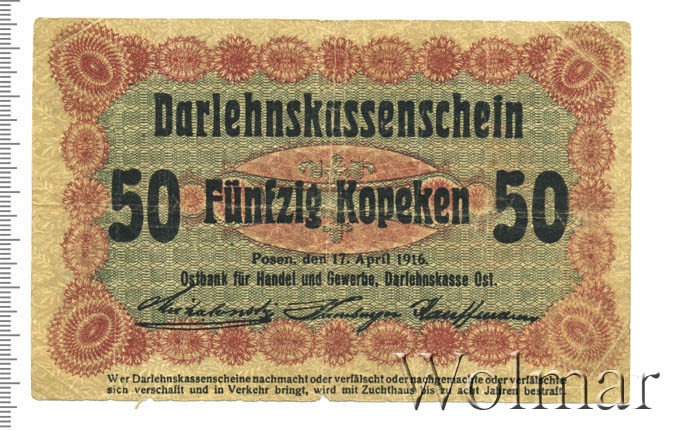 Darlehnskassenschein
50 Fünfzig Kopeken 50
Posen, den 17. April 1916.
Ostbank für Handel und Gewerbe, Darlehnskasse Ost.
Kauffmann
Wer Darlehnskassenscheine nachmacht oder verfälscht oder nachgemachte oder verfälschte
sich verschafft und in Verkehr bringt, wird mit Zuchthaus bis zu acht Jahren bestraft.
Wolmar